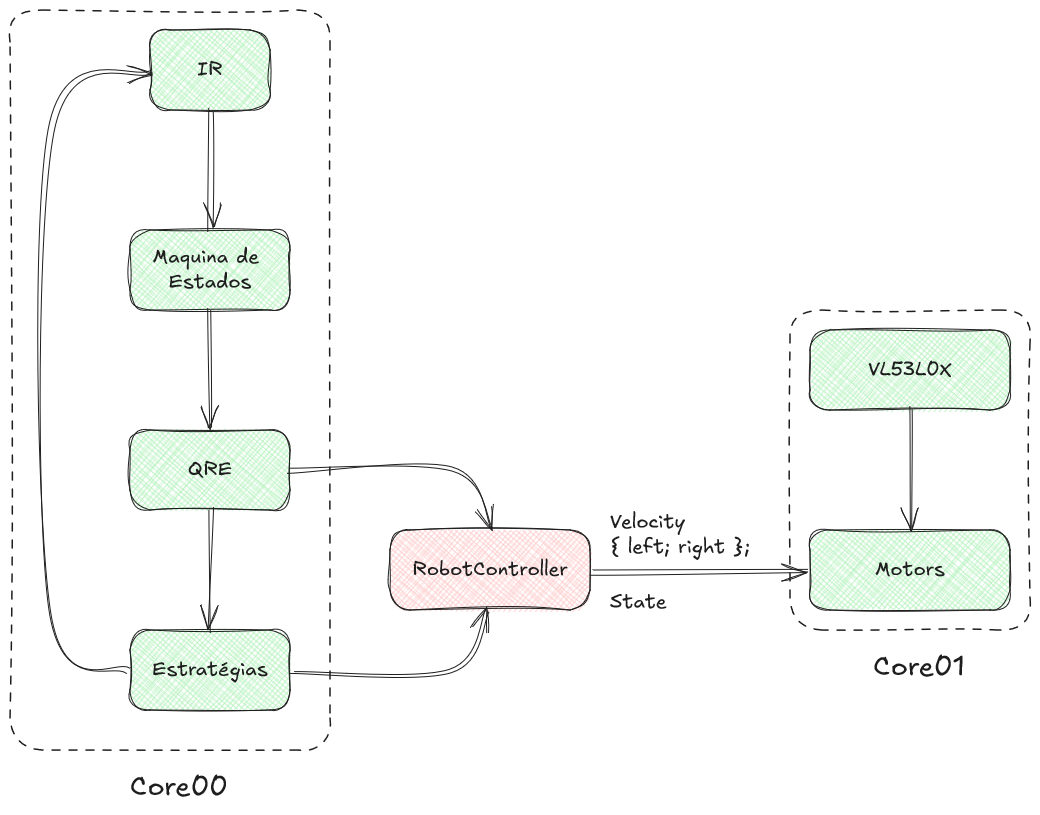 IR
Maquina de
Estados
QRE
Estratégias
Core00
RobotController
Velocity
{ left; right };
State
VL53L0X
Motors
Core01